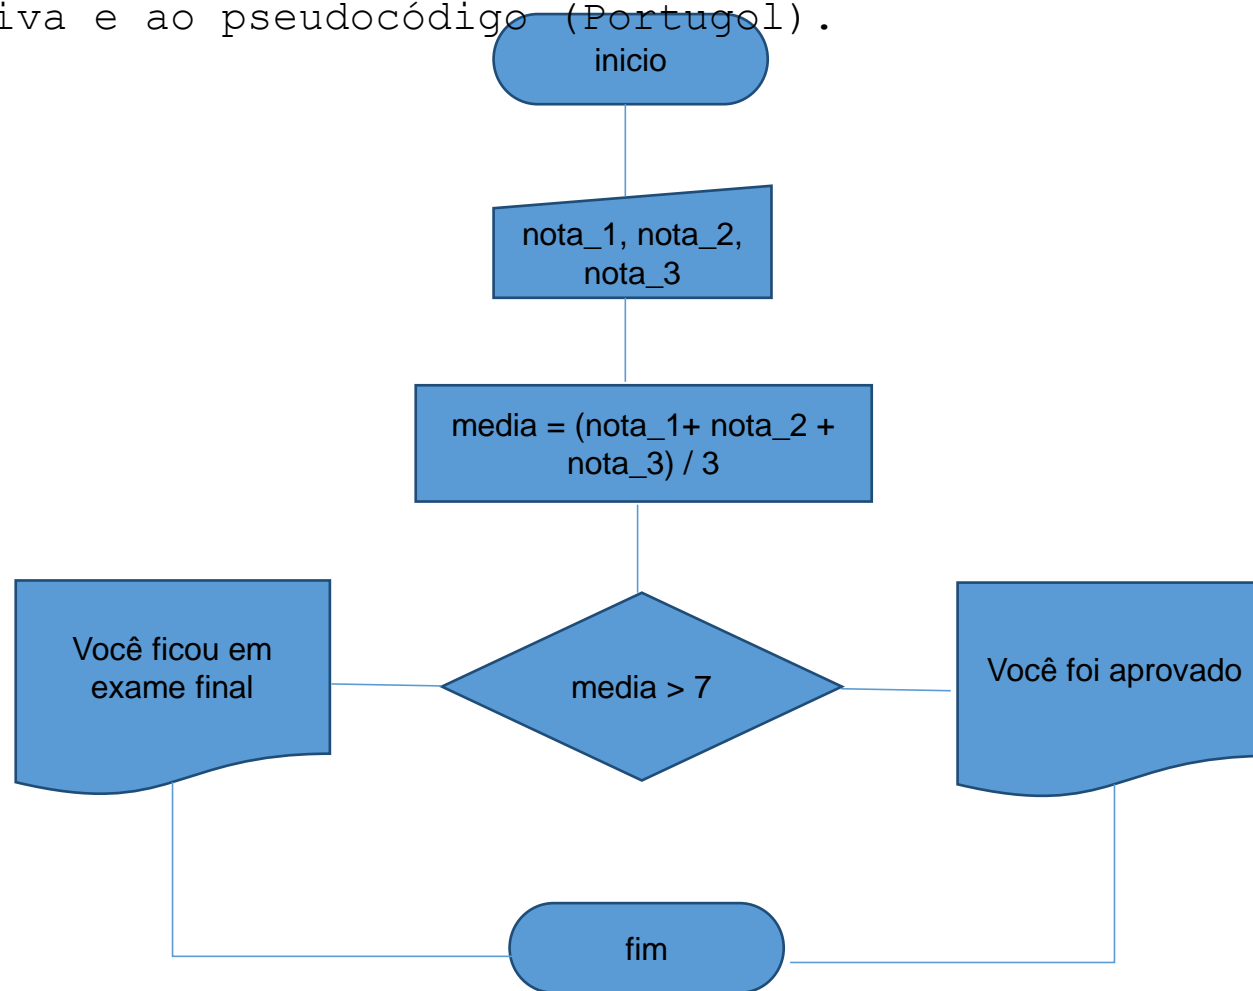 iva e ao pseudocódigo (Portugol).
inicio
nota_1, nota_2,
nota_3
media = (nota_1+ nota_2 +
nota_3) / 3
Você ficou em
exame final
media > 7
Você foi aprovado
fim